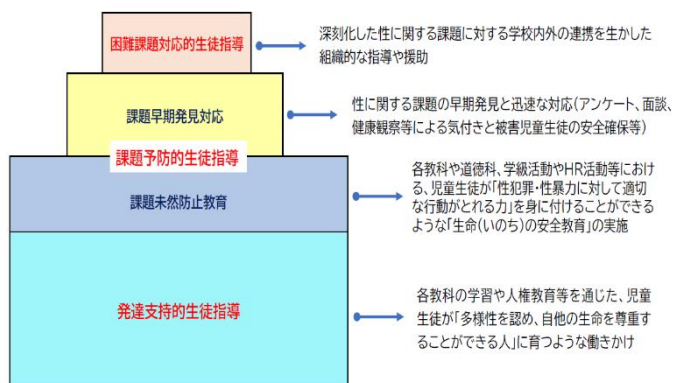 困難課題対応的生徒指導
深刻化した性に関する課題に対する学校内外の連携を生かした
組織的な指導や援助
課題早期発見対応
性に関する課題の早期発見と迅速な対応(アンケート、面談、
健康観察等による気付きと被害児童生徒の安全確保等)
課題予防的生徒指導
課題未然防止教育
各教科や道徳科、学級活動やHR活動等におけ
る、児童生徒が「性犯罪・性暴力に対して適切
な行動がとれる力」を身に付けることができる
ような「生命(いのち)の安全教育」の実施
発達支持的生徒指導
各教科の学習や人権教育等を通じた、児童
生徒が「多様性を認め、自他の生命を尊重す
ることができる人」に育つような働きかけ